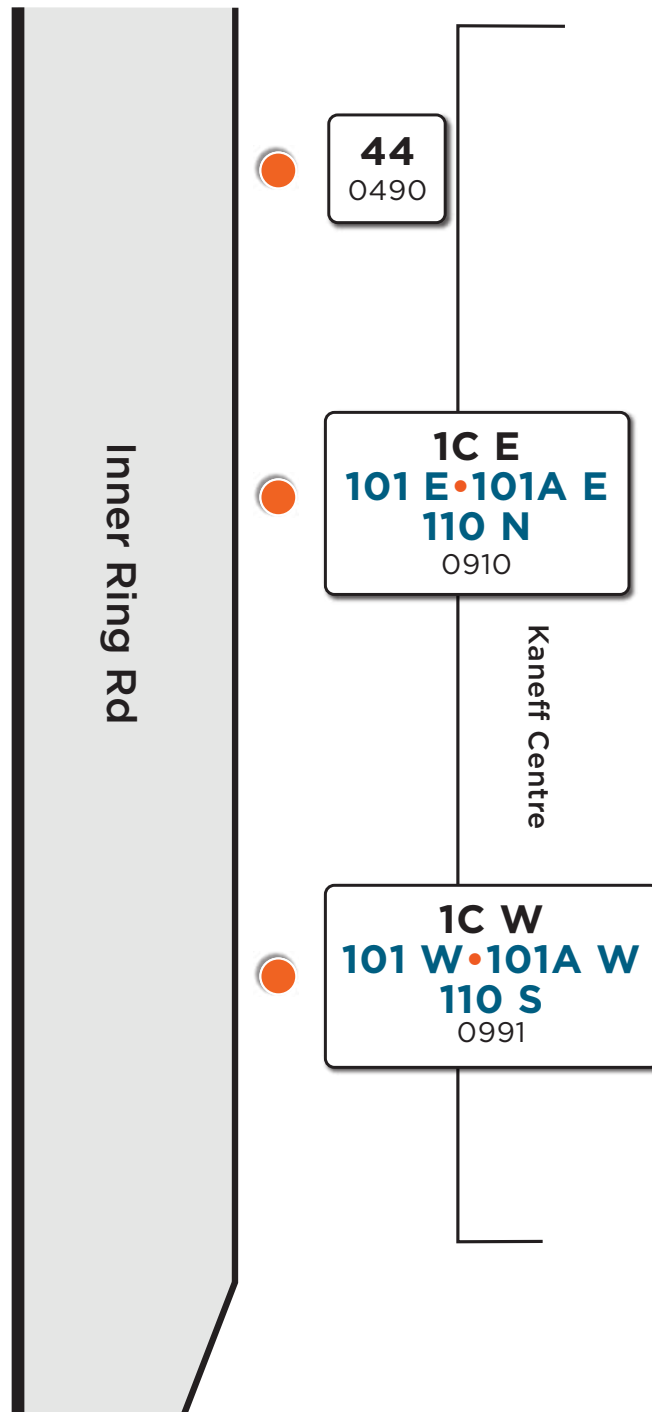 44
0490
1C E
101 E•101A E
110 N
0910
Inner Ring Rd
Kaneff Centre
1C W
101 W•101A W
110 S
0991